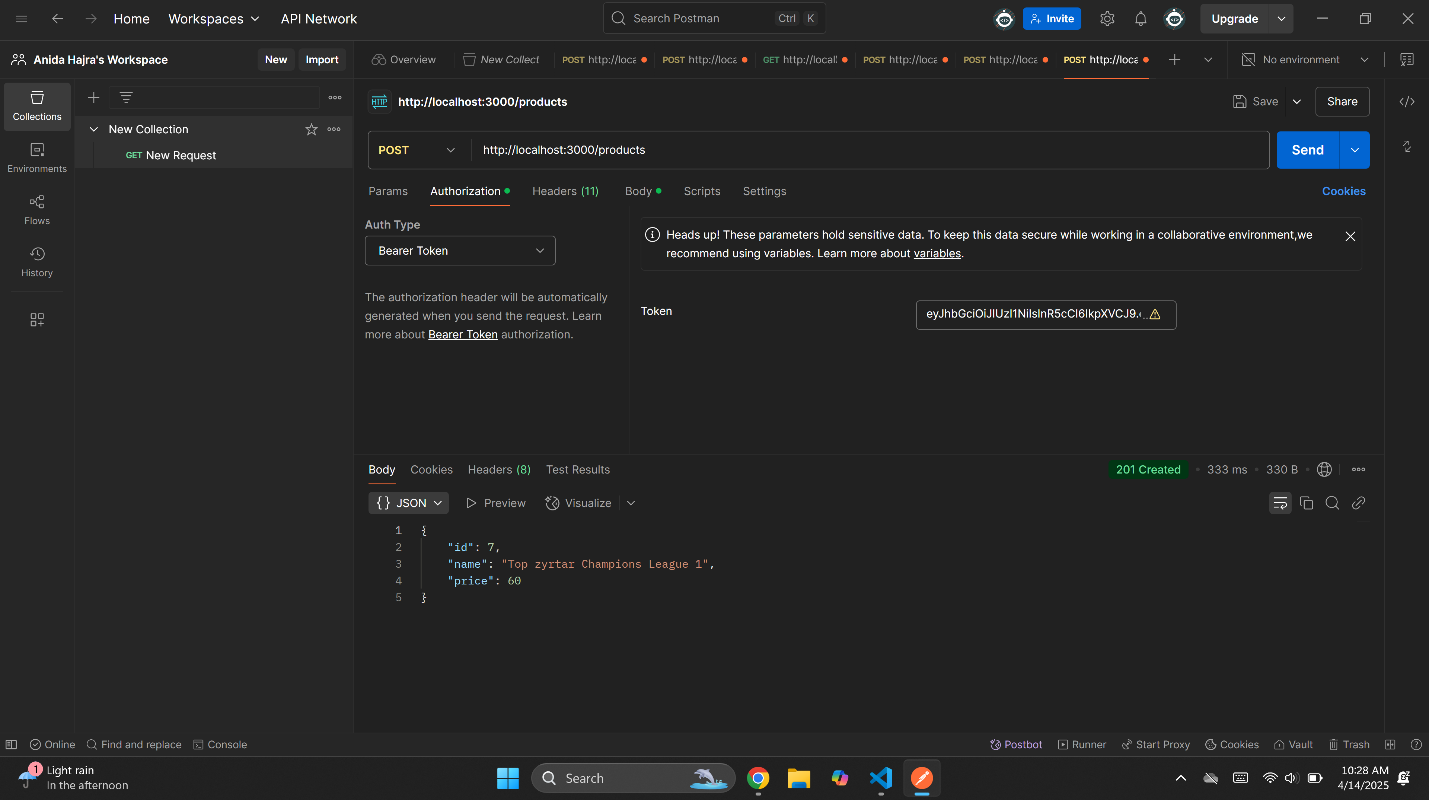 Home Workspaces API Network Search Postman Ctrl K Invite Upgrade
Anida Hajra's Workspace New Import Overview New Collect POST http://loca POST http://loca GET http://local POST http://loca POST http://loca POST http://loca No environment
Collections
Environments
Flows
History
New Collection
GET New Request
HTTP http://localhost:3000/products Save Share
POST http://localhost:3000/products Send
Params Authorization Headers (11) Body Scripts Settings Cookies
Auth Type
Bearer Token
The authorization header will be automatically
generated when you send the request. Learn
more about Bearer Token authorization.
Heads up! These parameters hold sensitive data. To keep this data secure while working in a collaborative environment,we
recommend using variables. Learn more about variables.
Token
Body Cookies Headers (8) Test Results 201 Created 333 ms 330 B
{} JSON Preview Visualize
1 {
2 "id": 7,
3 "name": "Top zyrtar Champions League 1",
4 "price": 60
5 }
Online Find and replace Console Postbot Runner Start Proxy Cookies Vault Trash
1 Light rain
In the afternoon
Search
10:28 AM
4/14/2025